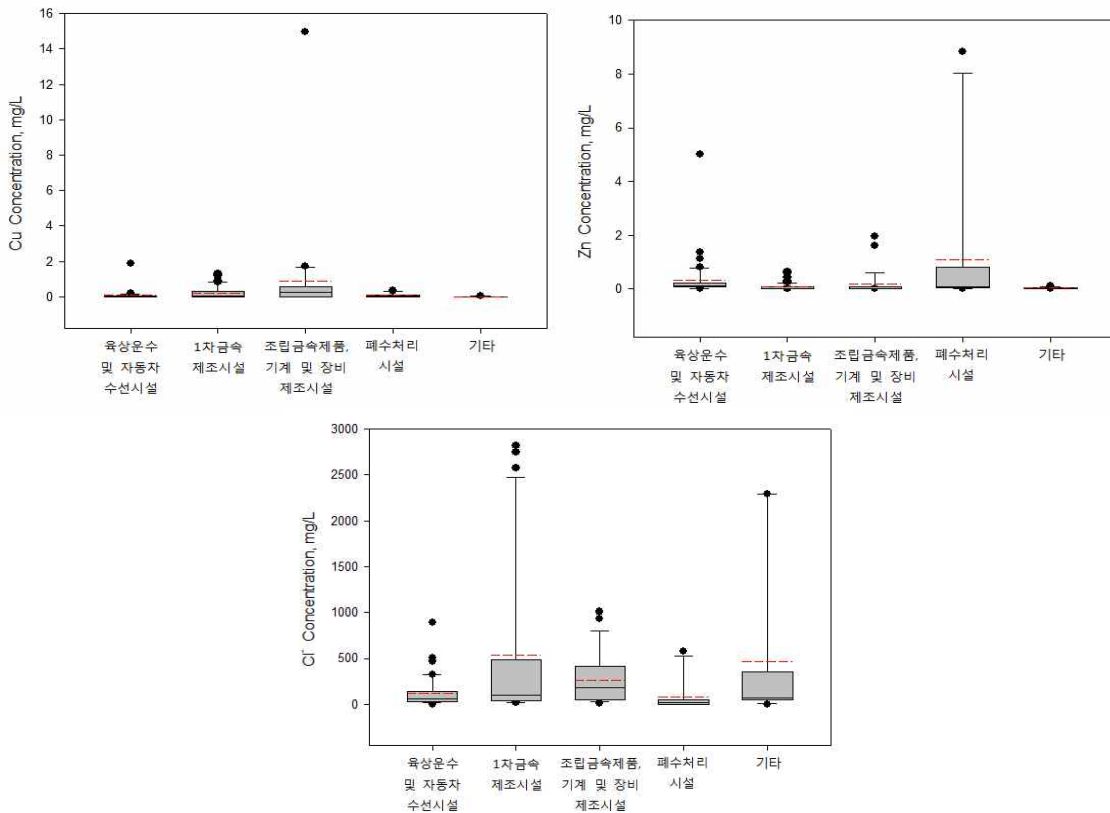 Cu Concentration, mg/L
16
14
12
10
8
6
4
2
0
육상운수
및 자동차
수선시설
1차금속
제조시설
조립금속제품,
기계 및 장비
제조시설
폐수처리
시설
기타
Zn Concentration, mg/L
10
8
6
4
2
0
육상운수
및 자동차
수선시설
1차금속
제조시설
조립금속제품,
기계 및 장비
제조시설
폐수처리
시설
기타
Cl⁻ Concentration, mg/L
3000
2500
2000
1500
1000
500
0
육상운수
및 자동차
수선시설
1차금속
제조시설
조립금속제품,
기계 및 장비
제조시설
폐수처리
시설
기타